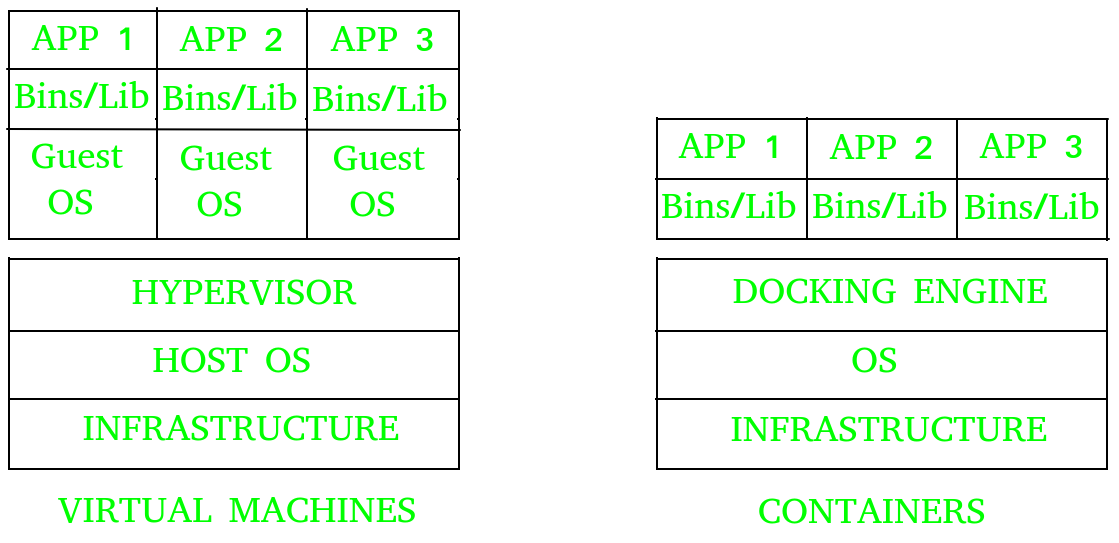 APP 1 APP 2 APP 3
Bins/Lib Bins/Lib Bins/Lib
Guest OS Guest OS Guest OS
HYPERVISOR
HOST OS
INFRASTRUCTURE
VIRTUAL MACHINES
APP 1 APP 2 APP 3
Bins/Lib Bins/Lib Bins/Lib
DOCKING ENGINE
OS
INFRASTRUCTURE
CONTAINERS